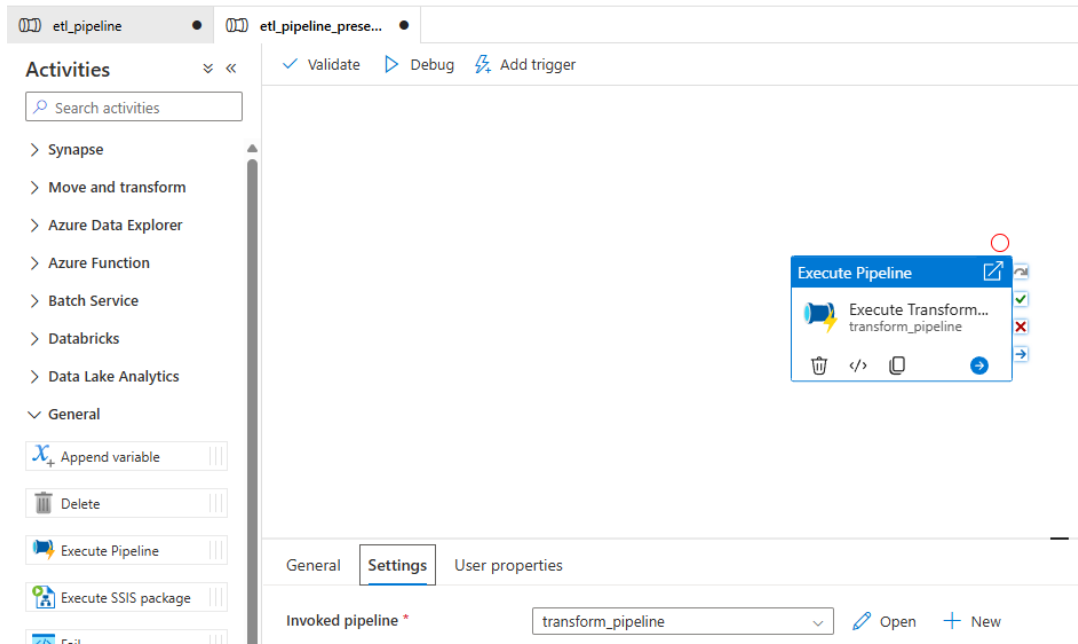 etl_pipeline
etl_pipeline_prese...
Activities
Validate
Debug
Add trigger
Search activities
Synapse
Move and transform
Azure Data Explorer
Azure Function
Batch Service
Databricks
Data Lake Analytics
General
Append variable
Delete
Execute Pipeline
Execute SSIS package
Fail
Execute Pipeline
Execute Transform...
transform_pipeline
General
Settings
User properties
Invoked pipeline *
transform_pipeline
Open
New